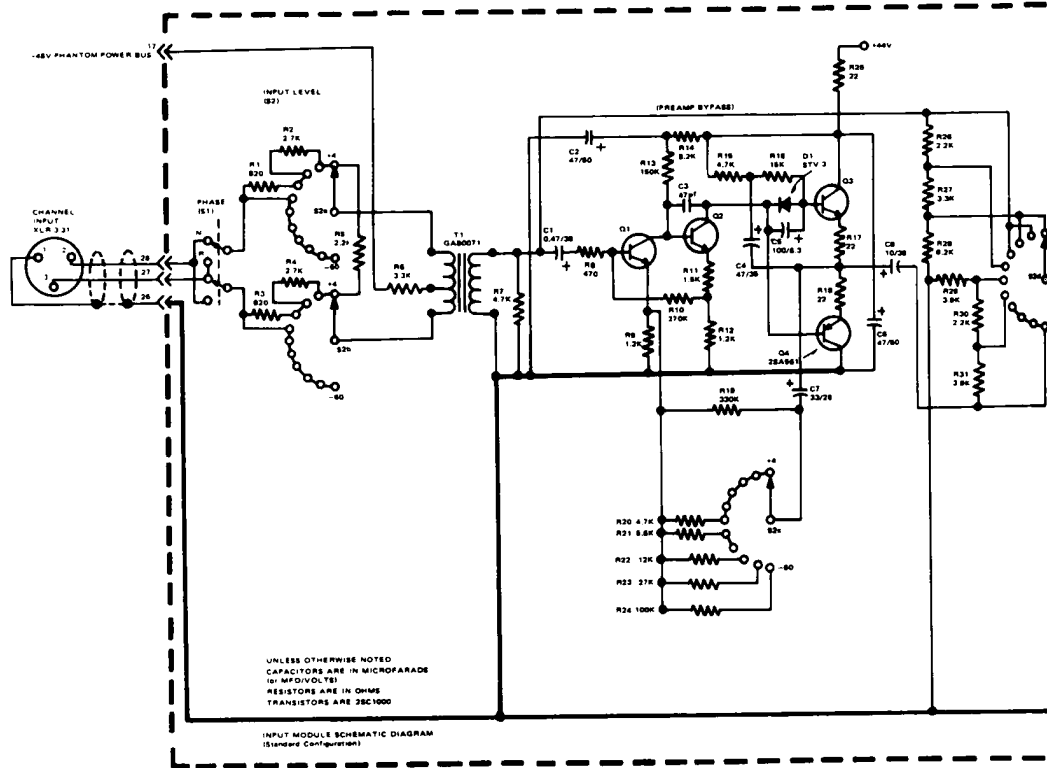 -48V PHANTOM POWER BUS
17
INPUT LEVEL
(S2)
R2
2.7K
R1
820
+4
PHASE
(S1)
S2a
R5
2.2K
-60
CHANNEL
INPUT
XLR 3.31
1
2
3
28
27
26
N
R
R4
2.7K
R3
820
+4
S2b
-60
R6
3.3K
T1
GA80071
R7
4.7K
C1
0.47/35
R8
470
(PREAMP BYPASS)
C2
47/50
R14
8.2K
R13
150K
C3
47pf
Q1
Q2
R11
1.8K
R10
270K
R9
1.2K
R12
1.2K
R15
4.7K
R16
15K
D1
STV 3
Q3
+44V
R25
22
C4
47/35
C5
100/6.3
R17
22
R18
22
Q4
2SA561
C6
47/50
C8
10/35
C7
33/25
R19
330K
+4
S2c
-60
R20 4.7K
R21 5.6K
R22 12K
R23 27K
R24 100K
R26
2.2K
R27
3.3K
R28
8.2K
R29
3.9K
R30
2.2K
R31
3.9K
S2d
UNLESS OTHERWISE NOTED
CAPACITORS ARE IN MICROFARADS
(or MFD/VOLTS)
RESISTORS ARE IN OHMS
TRANSISTORS ARE 2SC1000
INPUT MODULE SCHEMATIC DIAGRAM
(Standard Configuration)